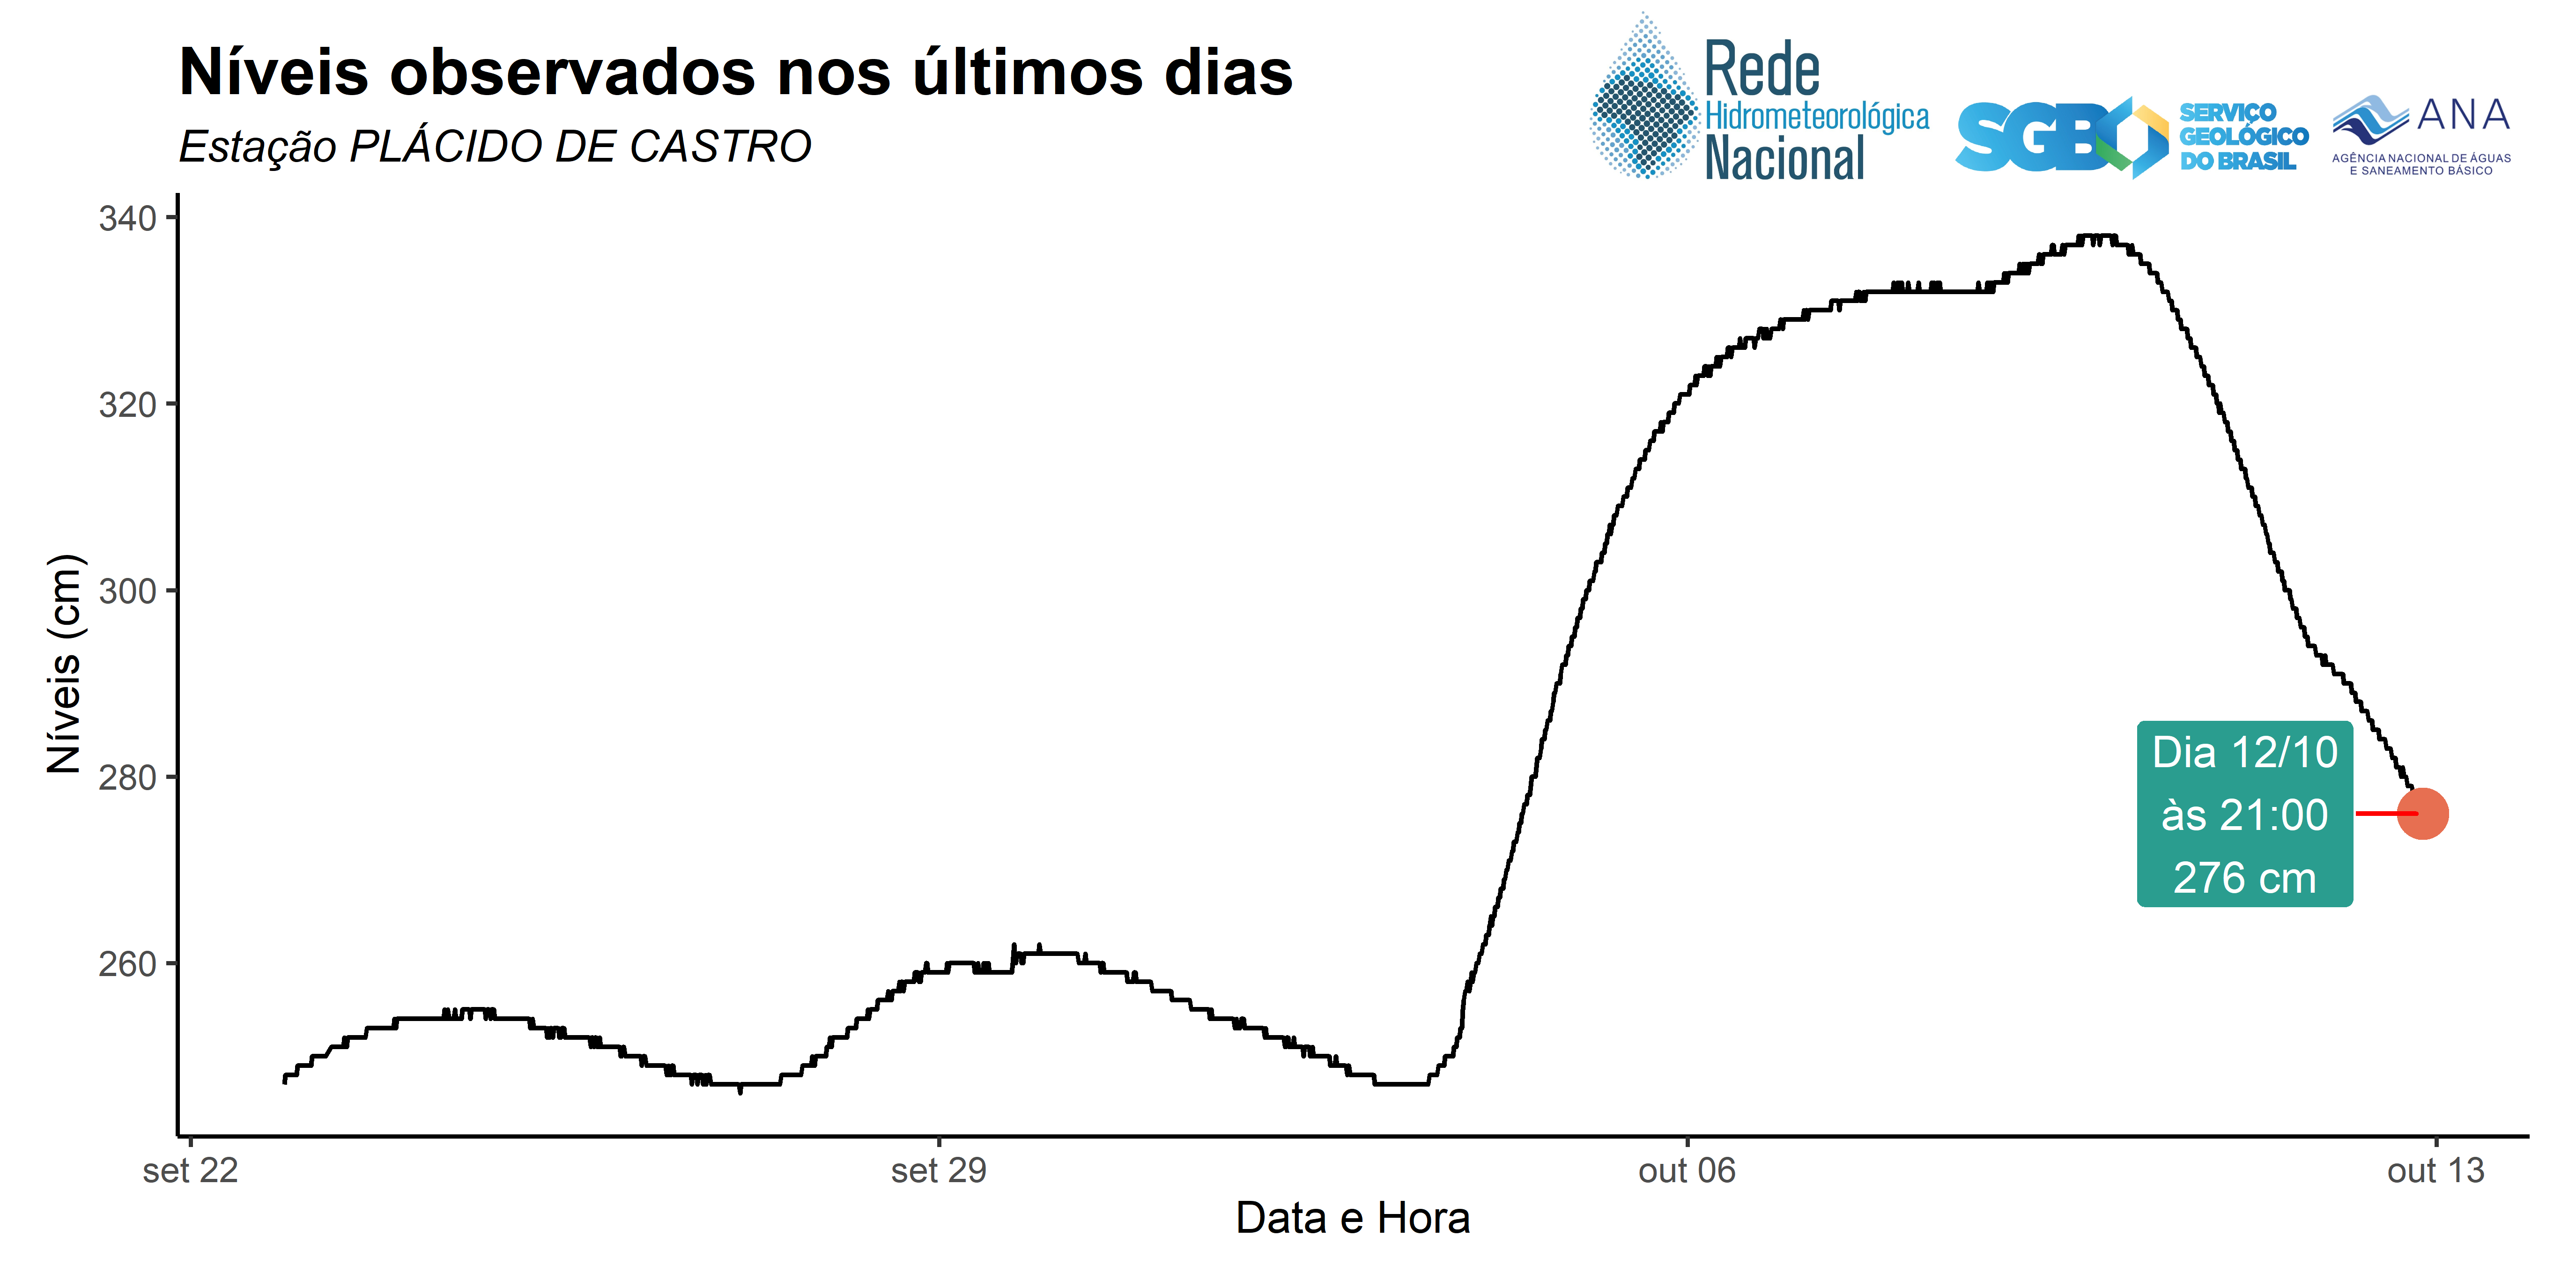 Níveis observados nos últimos dias
Estação PLÁCIDO DE CASTRO
Rede
Hidrometeorológica
Nacional
SGB
SERVIÇO
GEOLÓGICO
DO BRASIL
ANA
AGÊNCIA NACIONAL DE ÁGUAS
E SANEAMENTO BÁSICO
Níveis (cm)
340
320
300
280
260
Dia 12/10
às 21:00
276 cm
set 22
set 29
out 06
out 13
Data e Hora